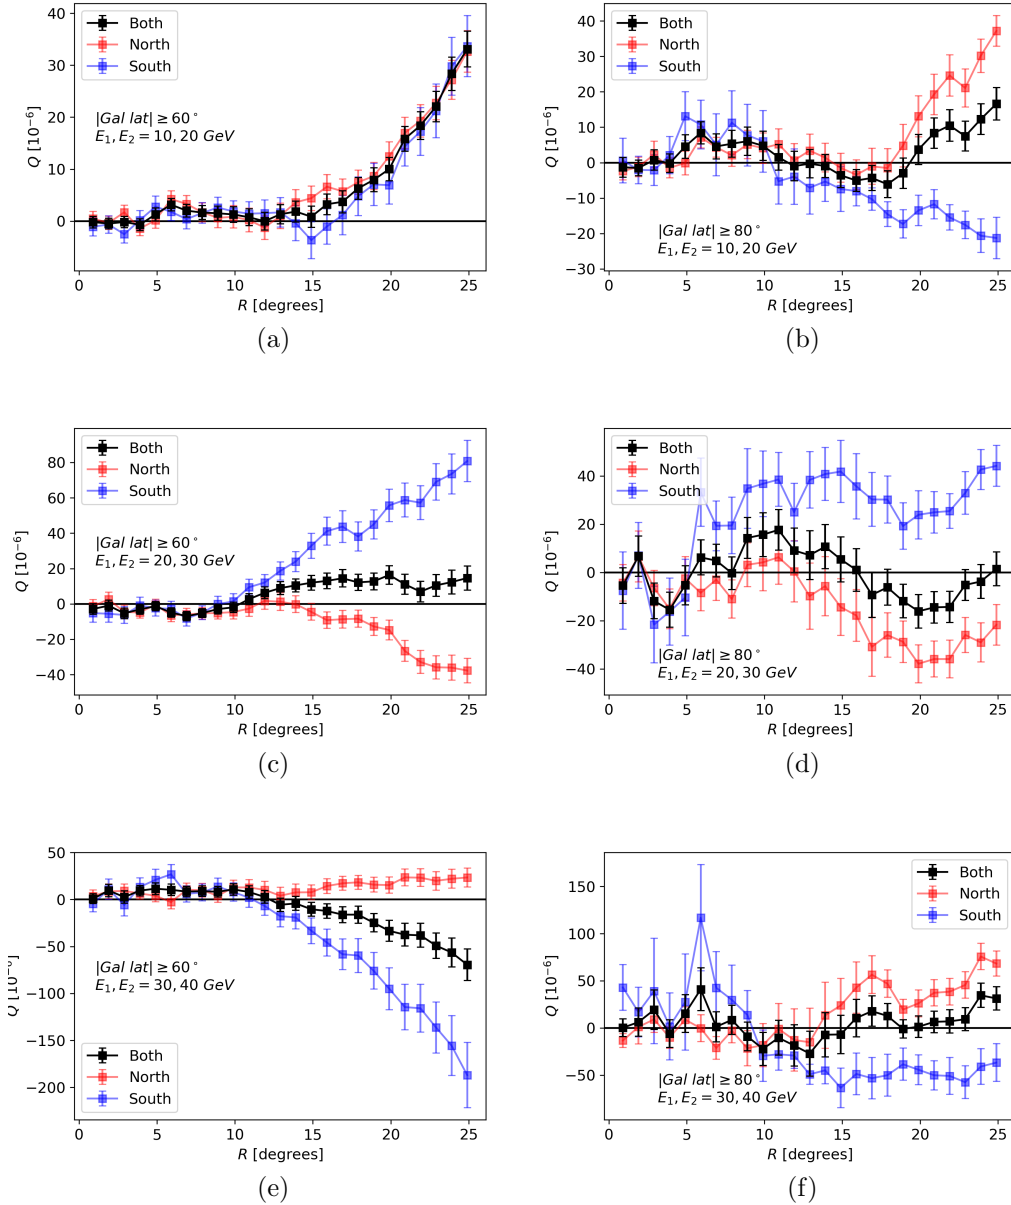 40
30
20
10
0
Q [10⁻⁶]
Both
North
South
|Gal lat| ≥ 60°
E₁, E₂ = 10, 20 GeV
0 5 10 15 20 25
R [degrees]
(a)
40
30
20
10
0
−10
−20
−30
Q [10⁻⁶]
Both
North
South
|Gal lat| ≥ 80°
E₁, E₂ = 10, 20 GeV
0 5 10 15 20 25
R [degrees]
(b)
80
60
40
20
0
−20
−40
Q [10⁻⁶]
Both
North
South
|Gal lat| ≥ 60°
E₁, E₂ = 20, 30 GeV
0 5 10 15 20 25
R [degrees]
(c)
40
20
0
−20
−40
Q [10⁻⁶]
Both
North
South
|Gal lat| ≥ 80°
E₁, E₂ = 20, 30 GeV
0 5 10 15 20 25
R [degrees]
(d)
50
0
−50
−100
−150
−200
Q [10⁻⁶]
|Gal lat| ≥ 60°
E₁, E₂ = 30, 40 GeV
Both
North
South
0 5 10 15 20 25
R [degrees]
(e)
150
100
50
0
−50
Q [10⁻⁶]
Both
North
South
|Gal lat| ≥ 80°
E₁, E₂ = 30, 40 GeV
0 5 10 15 20 25
R [degrees]
(f)